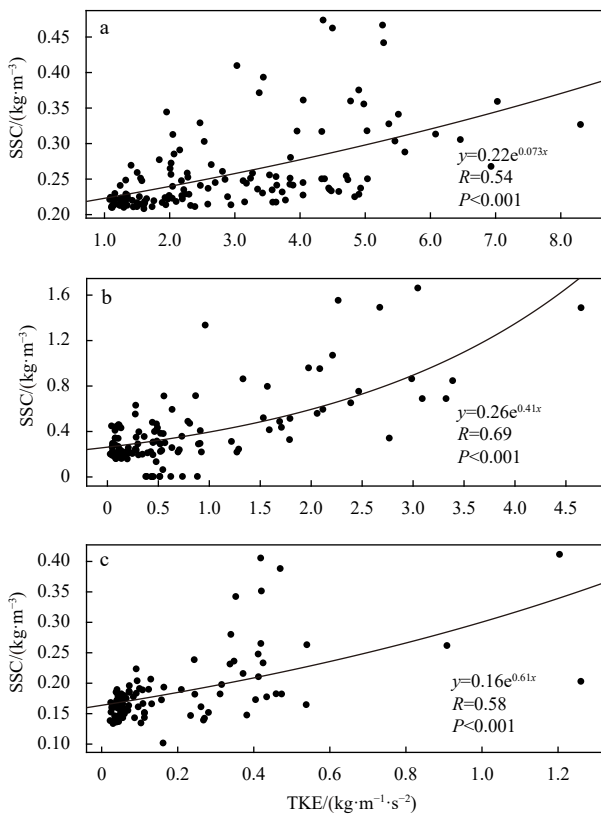 a
SSC/(kg·m⁻³)
0.45
0.40
0.35
0.30
0.25
0.20
y=0.22e^0.073x
R=0.54
P<0.001
1.0 2.0 3.0 4.0 5.0 6.0 7.0 8.0
b
SSC/(kg·m⁻³)
1.6
1.2
0.8
0.4
0
y=0.26e^0.41x
R=0.69
P<0.001
0 0.5 1.0 1.5 2.0 2.5 3.0 3.5 4.0 4.5
c
SSC/(kg·m⁻³)
0.40
0.35
0.30
0.25
0.20
0.15
0.10
y=0.16e^0.61x
R=0.58
P<0.001
0 0.2 0.4 0.6 0.8 1.0 1.2
TKE/(kg·m⁻¹·s⁻²)